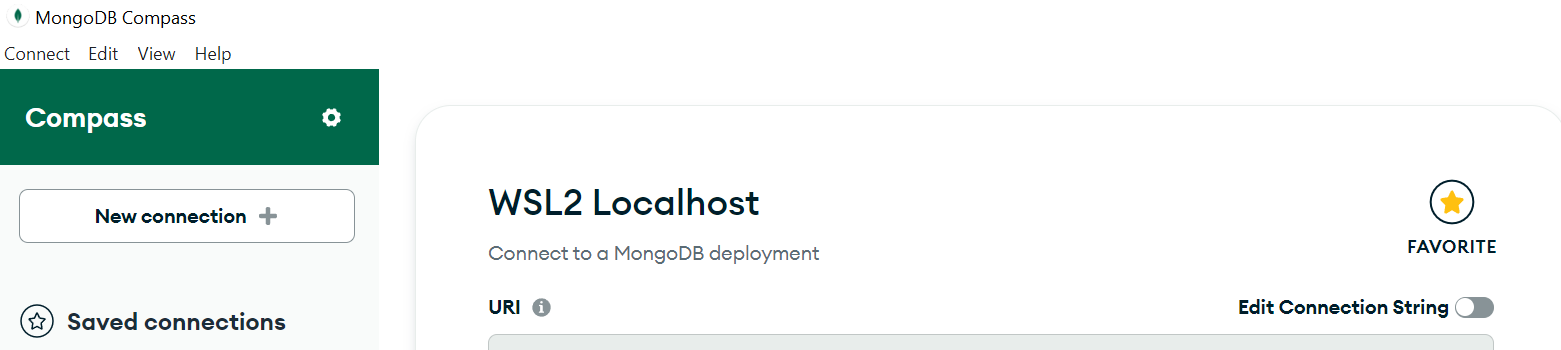 MongoDB Compass
Connect Edit View Help
Compass
New connection
Saved connections
WSL2 Localhost
FAVORITE
Connect to a MongoDB deployment
URI
Edit Connection String